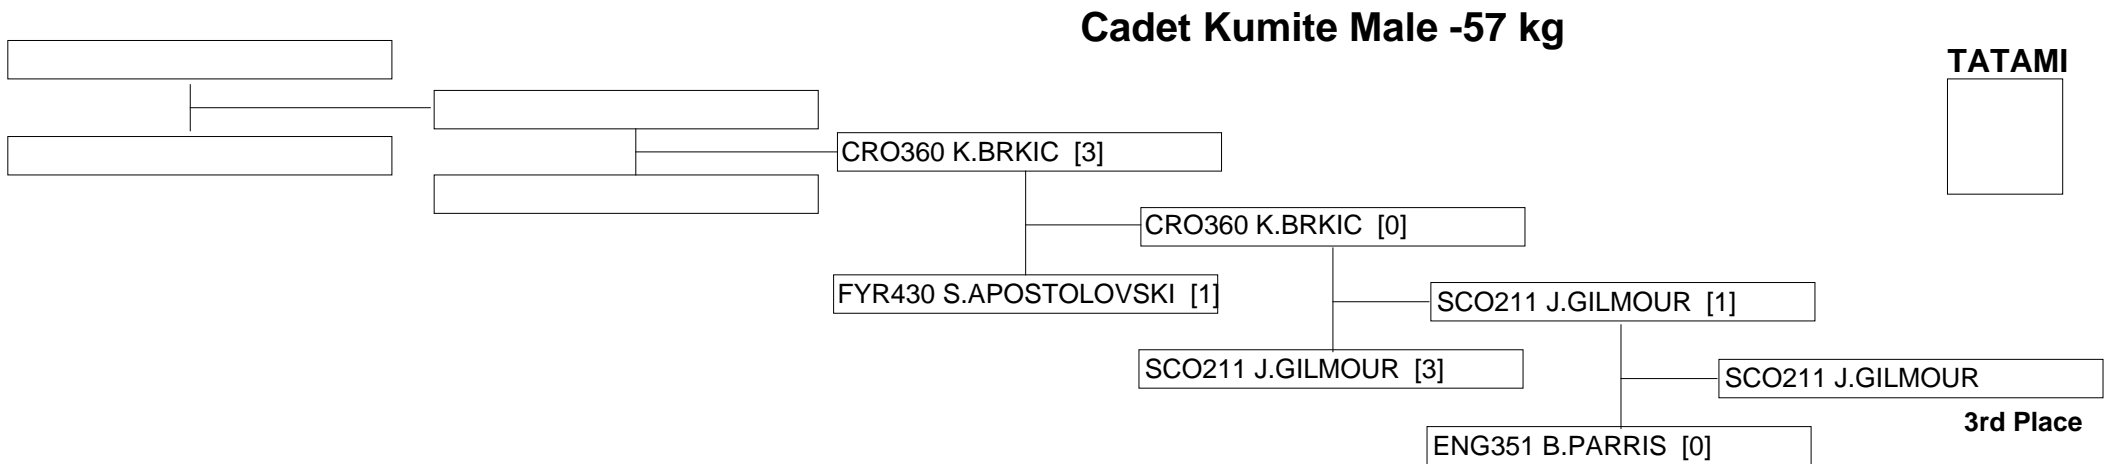 Cadet Kumite Male -57 kg
TATAMI
CRO360 K.BRKIC [3]
CRO360 K.BRKIC [0]
FYR430 S.APOSTOLOVSKI [1]
SCO211 J.GILMOUR [1]
SCO211 J.GILMOUR [3]
SCO211 J.GILMOUR
3rd Place
ENG351 B.PARRIS [0]